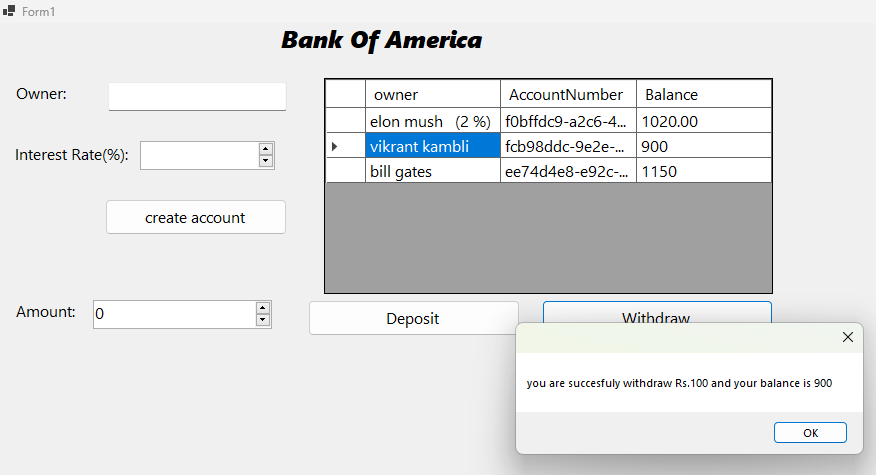 Form1
Bank Of America
Owner:
Interest Rate(%):
create account
owner AccountNumber Balance
elon mush (2 %) f0bffdc9-a2c6-4... 1020.00
vikrant kambli fcb98ddc-9e2e-... 900
bill gates ee74d4e8-e92c-... 1150
Amount: 0
Deposit
Withdraw
you are succesfuly withdraw Rs.100 and your balance is 900
OK